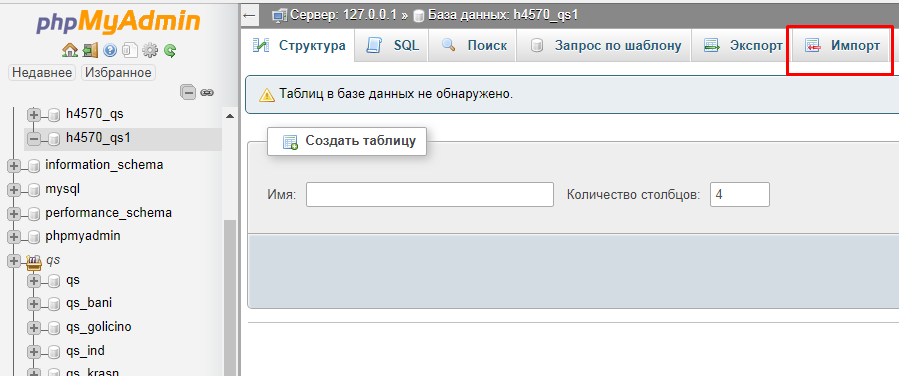 phpMyAdmin
Недавнее Избранное
h4570_qs
h4570_qs1
information_schema
mysql
performance_schema
phpmyadmin
qs
qs
qs_bani
qs_golicino
qs_ind
qs_krasn
Сервер: 127.0.0.1 » База данных: h4570_qs1
Структура SQL Поиск Запрос по шаблону Экспорт Импорт
Таблиц в базе данных не обнаружено.
Создать таблицу
Имя: Количество столбцов: 4